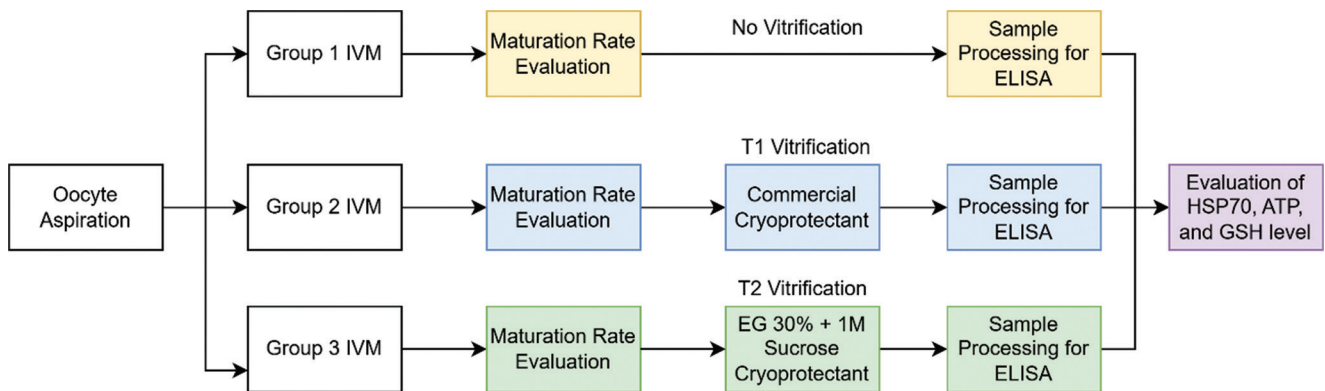 Oocyte
Aspiration
Group 1 IVM
Maturation Rate
Evaluation
No Vitrification
Sample
Processing for
ELISA
Group 2 IVM
Maturation Rate
Evaluation
T1 Vitrification
Commercial
Cryoprotectant
Sample
Processing for
ELISA
Group 3 IVM
Maturation Rate
Evaluation
T2 Vitrification
EG 30% + 1M
Sucrose
Cryoprotectant
Sample
Processing for
ELISA
Evaluation of
HSP70, ATP,
and GSH level